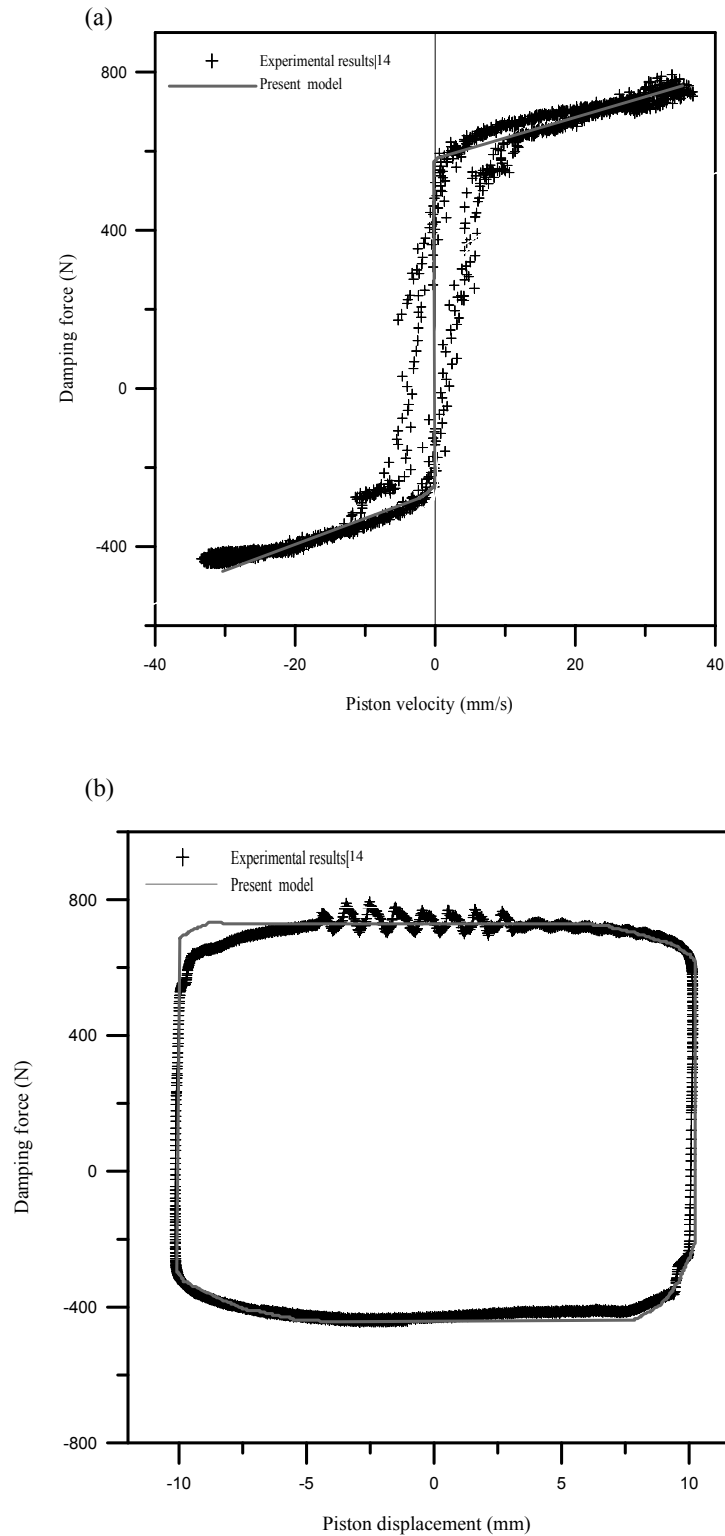 (a)
Experimental results|14
Present model
800
400
0
-400
Damping force (N)
-40 -20 0 20 40
Piston velocity (mm/s)
(b)
Experimental results|14
Present model
800
400
0
-400
-800
Damping force (N)
-10 -5 0 5 10
Piston displacement (mm)